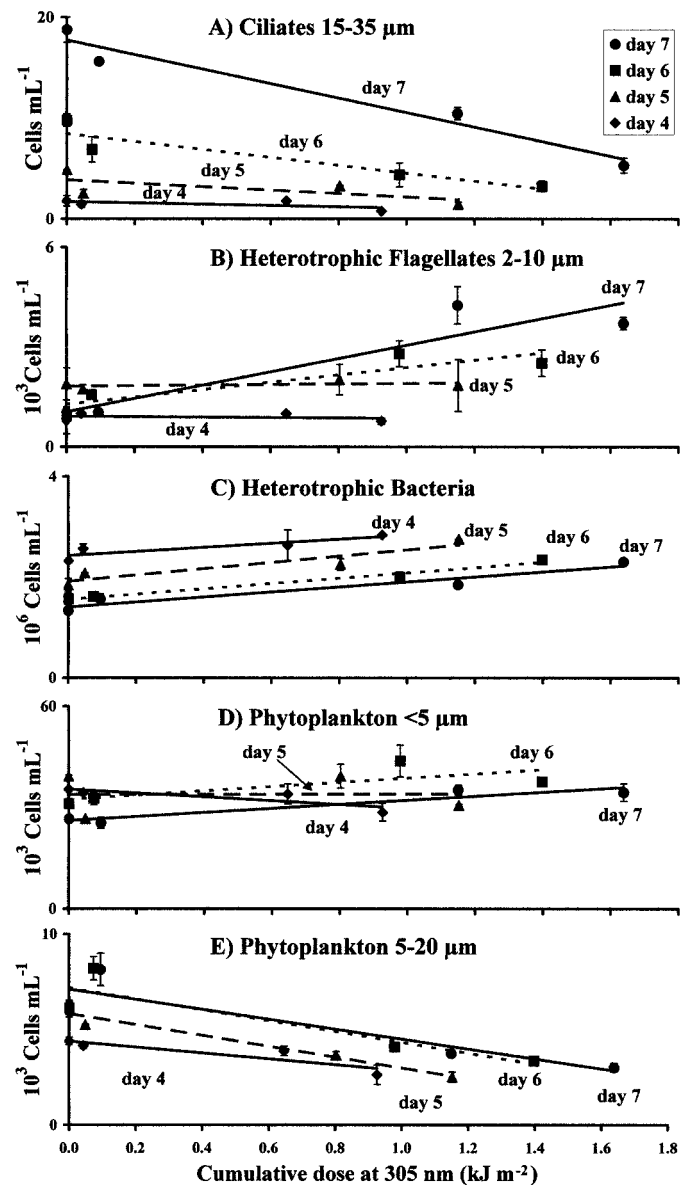 A) Ciliates 15-35 µm
20
0
Cells mL⁻¹
day 7
day 6
day 5
day 4
● day 7
■ day 6
▲ day 5
◆ day 4
B) Heterotrophic Flagellates 2-10 µm
6
0
10³ Cells mL⁻¹
day 7
day 6
day 5
day 4
C) Heterotrophic Bacteria
4
0
10⁶ Cells mL⁻¹
day 4
day 5
day 6
day 7
D) Phytoplankton <5 µm
60
0
10³ Cells mL⁻¹
day 5
day 6
day 4
day 7
E) Phytoplankton 5-20 µm
10
0
10³ Cells mL⁻¹
day 4
day 5
day 6
day 7
0.0 0.2 0.4 0.6 0.8 1.0 1.2 1.4 1.6 1.8
Cumulative dose at 305 nm (kJ m⁻²)